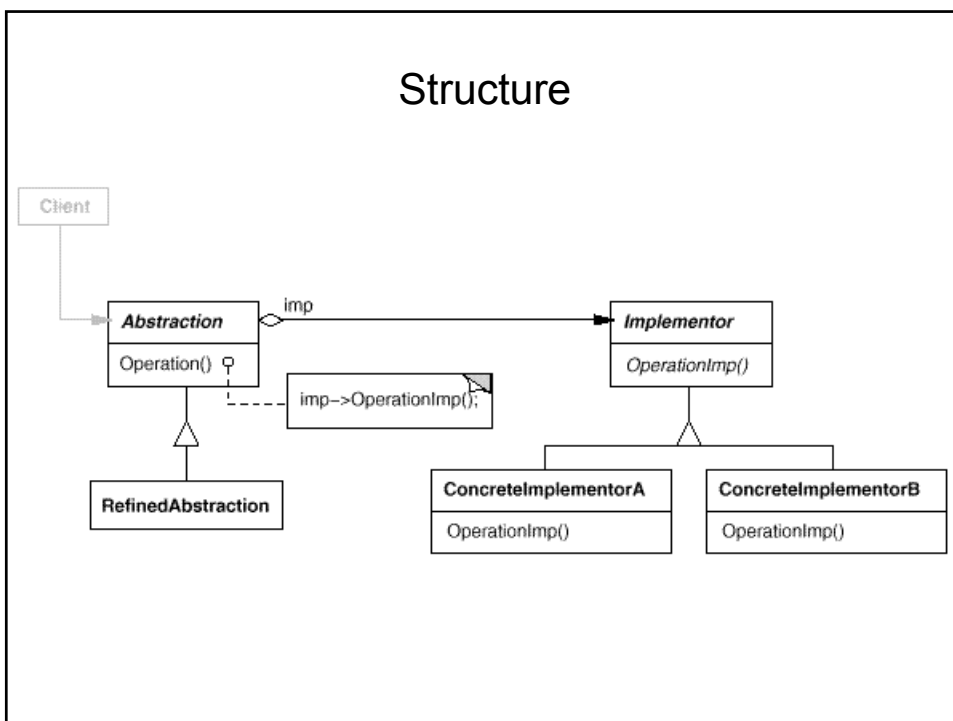 Structure
Client
Abstraction
imp
Implementor
Operation()
OperationImp()
imp->OperationImp();
RefinedAbstraction
ConcreteImplementorA
ConcreteImplementorB
OperationImp()
OperationImp()